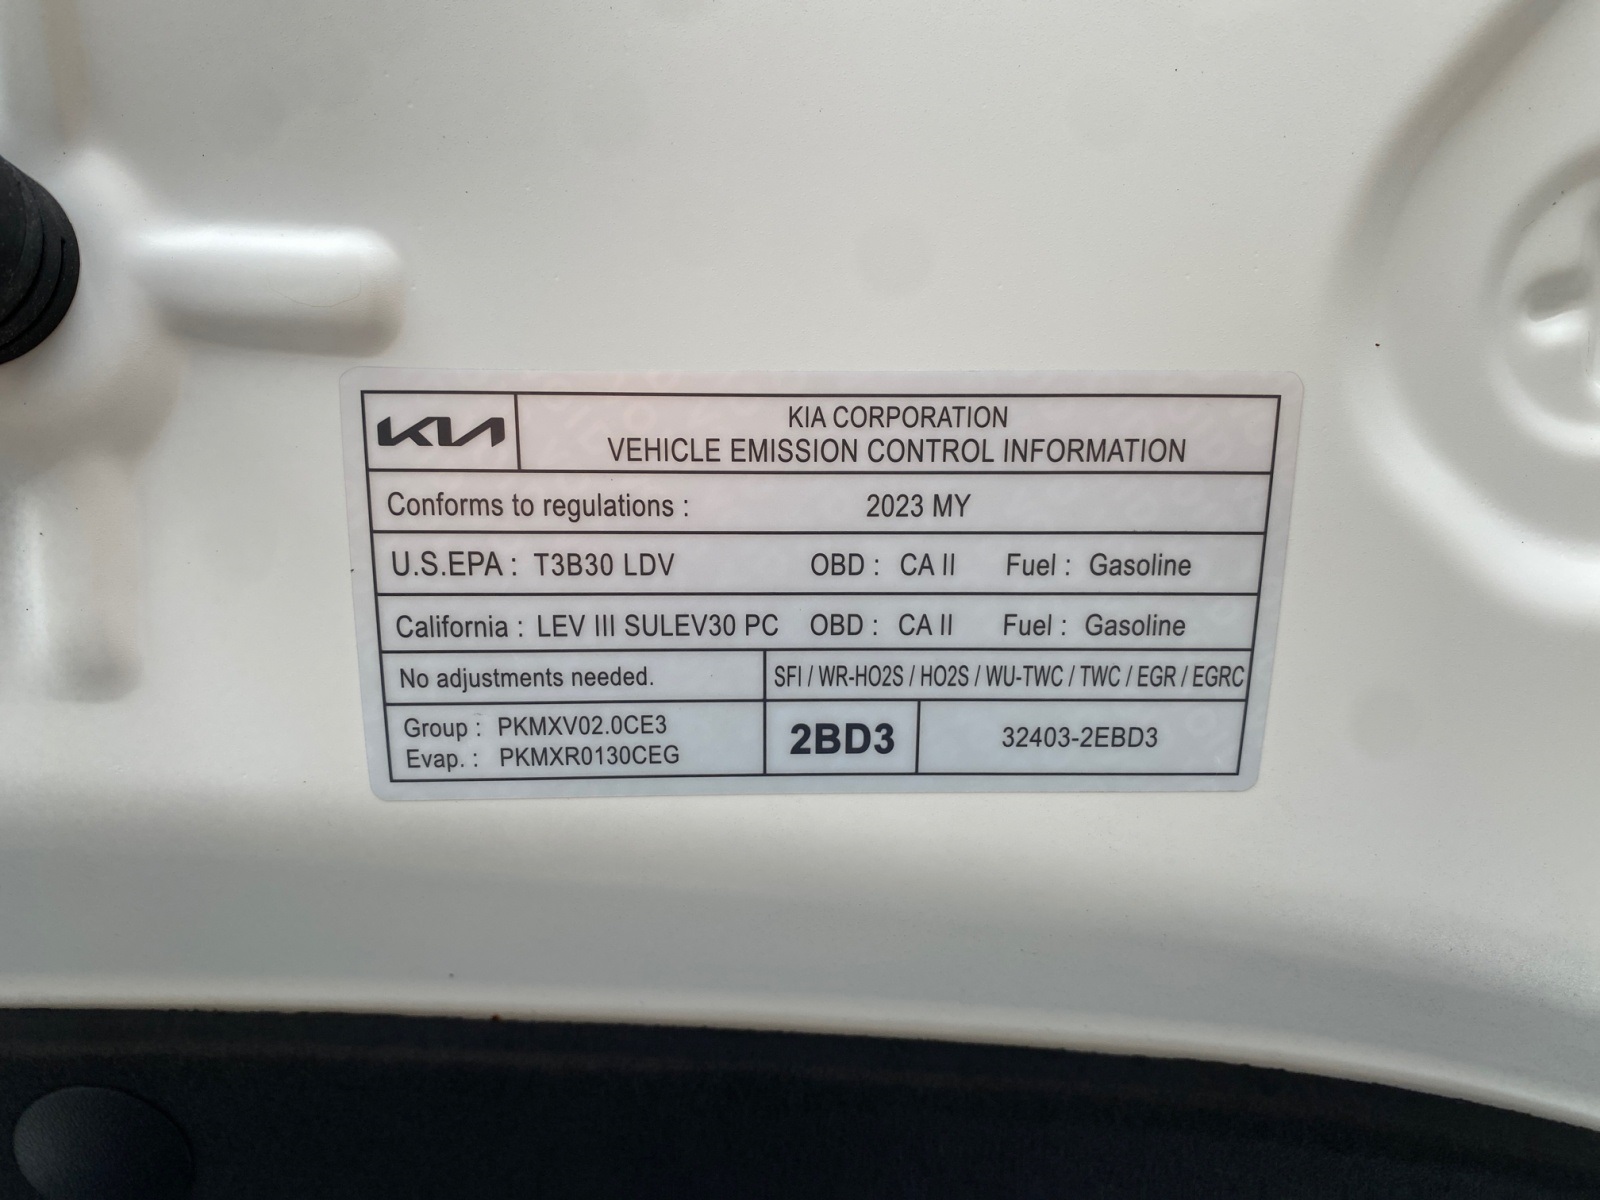 KIA
KIA CORPORATION
VEHICLE EMISSION CONTROL INFORMATION
Conforms to regulations : 2023 MY
U.S.EPA : T3B30 LDV OBD : CA II Fuel : Gasoline
California : LEV III SULEV30 PC OBD : CA II Fuel : Gasoline
No adjustments needed. SFI / WR-HO2S / HO2S / WU-TWC / TWC / EGR / EGRC
Group : PKMXV02.0CE3
Evap. : PKMXR0130CEG
2BD3
32403-2EBD3